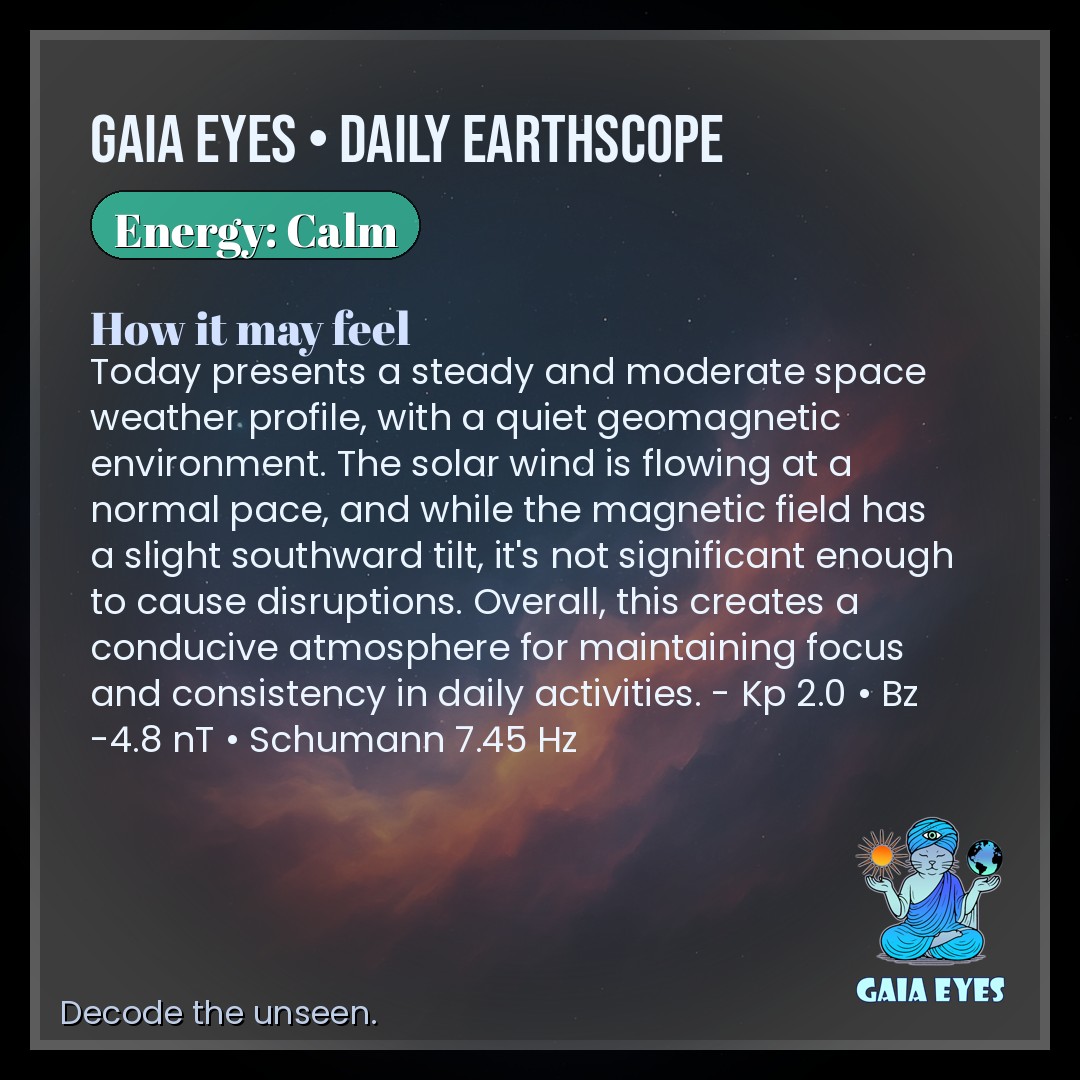 GAIA EYES • DAILY EARTHSCOPE
Energy: Calm
How it may feel
Today presents a steady and moderate space
weather profile, with a quiet geomagnetic
environment. The solar wind is flowing at a
normal pace, and while the magnetic field has
a slight southward tilt, it's not significant enough
to cause disruptions. Overall, this creates a
conducive atmosphere for maintaining focus
and consistency in daily activities. - Kp 2.0 • Bz
-4.8 nT • Schumann 7.45 Hz
GAIA EYES
Decode the unseen.